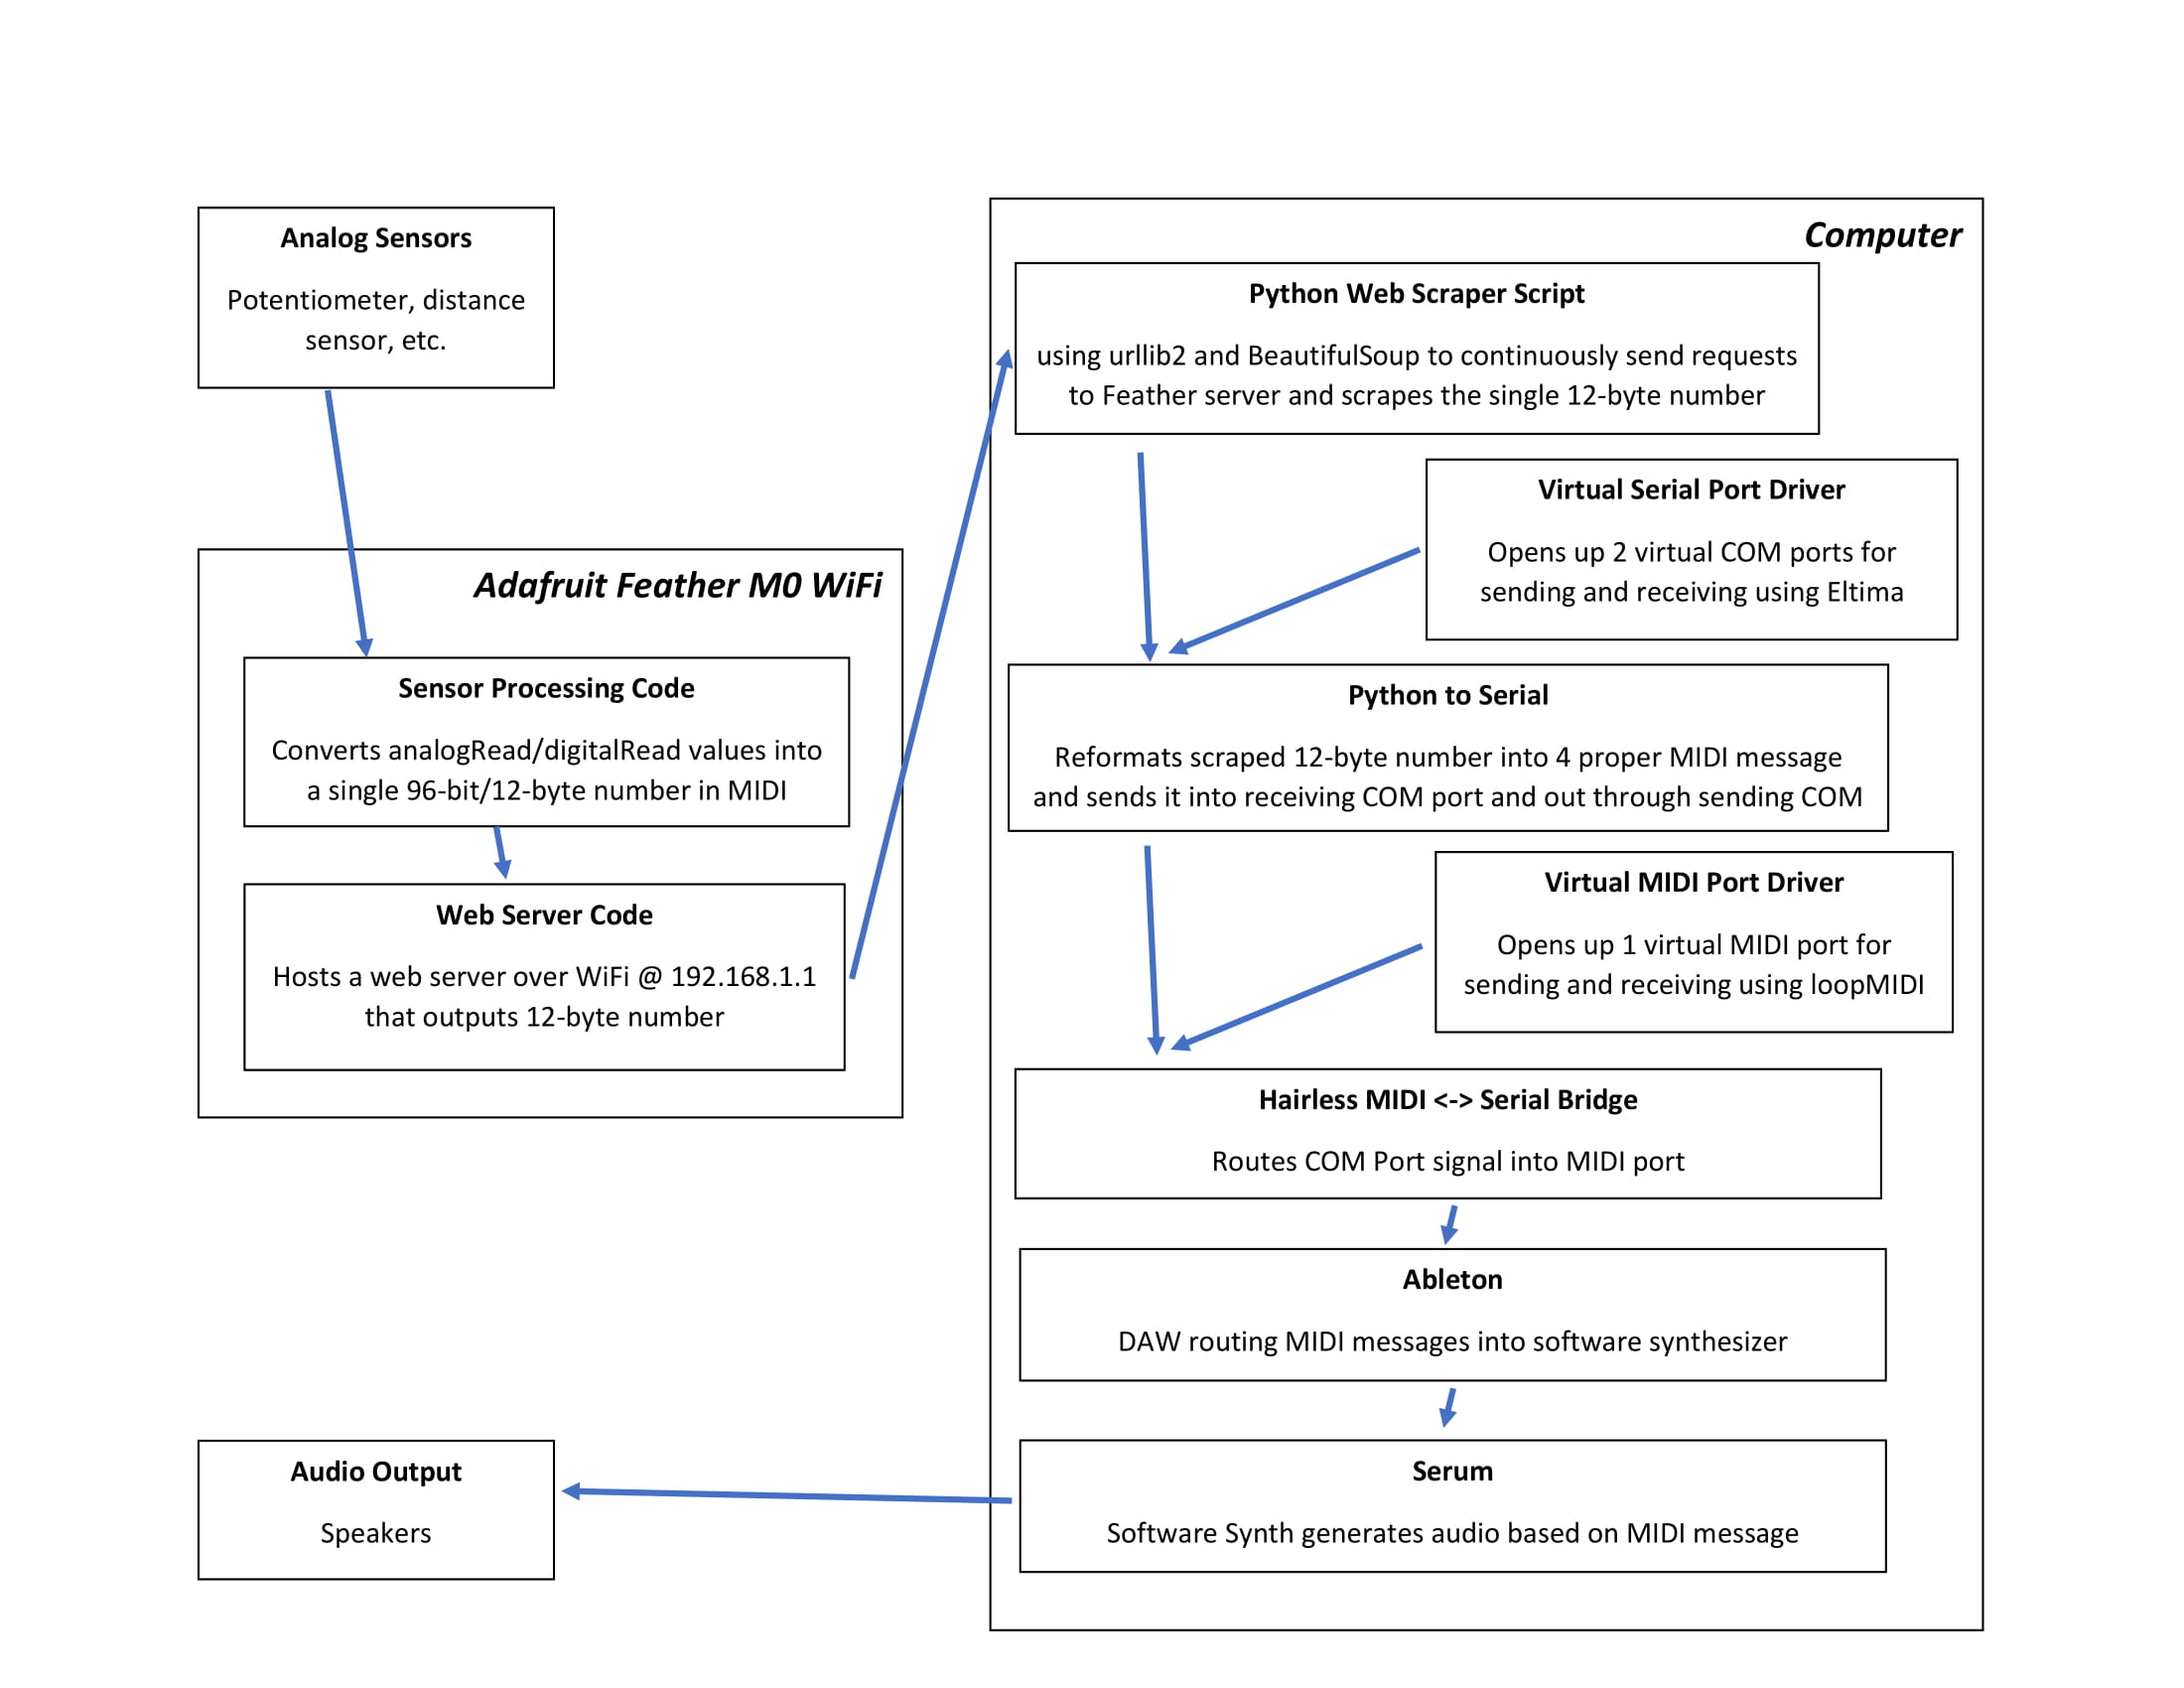 Analog Sensors
Potentiometer, distance
sensor, etc.
Adafruit Feather M0 WiFi
Sensor Processing Code
Converts analogRead/digitalRead values into
a single 96-bit/12-byte number in MIDI
Web Server Code
Hosts a web server over WiFi @ 192.168.1.1
that outputs 12-byte number
Computer
Python Web Scraper Script
using urllib2 and BeautifulSoup to continuously send requests
to Feather server and scrapes the single 12-byte number
Virtual Serial Port Driver
Opens up 2 virtual COM ports for
sending and receiving using Eltima
Python to Serial
Reformats scraped 12-byte number into 4 proper MIDI message
and sends it into receiving COM port and out through sending COM
Virtual MIDI Port Driver
Opens up 1 virtual MIDI port for
sending and receiving using loopMIDI
Hairless MIDI <-> Serial Bridge
Routes COM Port signal into MIDI port
Ableton
DAW routing MIDI messages into software synthesizer
Serum
Software Synth generates audio based on MIDI message
Audio Output
Speakers